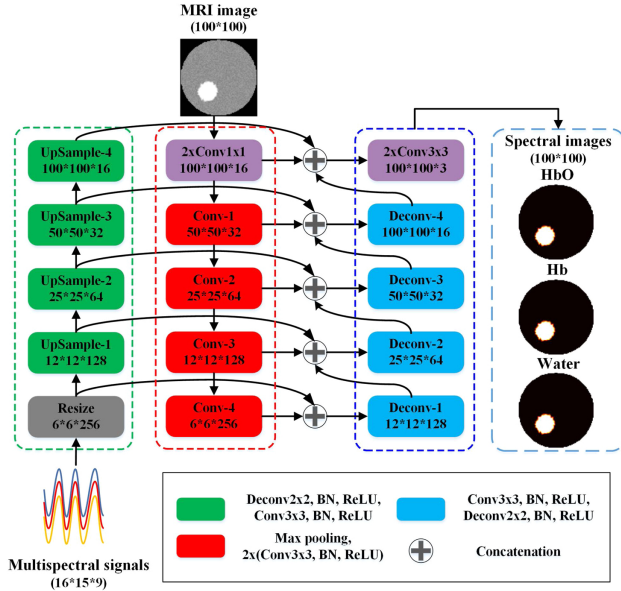 MRI image
(100*100)
UpSample-4
100*100*16
2xConv1x1
100*100*16
2xConv3x3
100*100*3
Spectral images
(100*100)
HbO
UpSample-3
50*50*32
Conv-1
50*50*32
Deconv-4
100*100*16
UpSample-2
25*25*64
Conv-2
25*25*64
Deconv-3
50*50*32
Hb
UpSample-1
12*12*128
Conv-3
12*12*128
Deconv-2
25*25*64
Water
Resize
6*6*256
Conv-4
6*6*256
Deconv-1
12*12*128
Multispectral signals
(16*15*9)
Deconv2x2, BN, ReLU,
Conv3x3, BN, ReLU
Conv3x3, BN, ReLU,
Deconv2x2, BN, ReLU
Max pooling,
2x(Conv3x3, BN, ReLU)
Concatenation